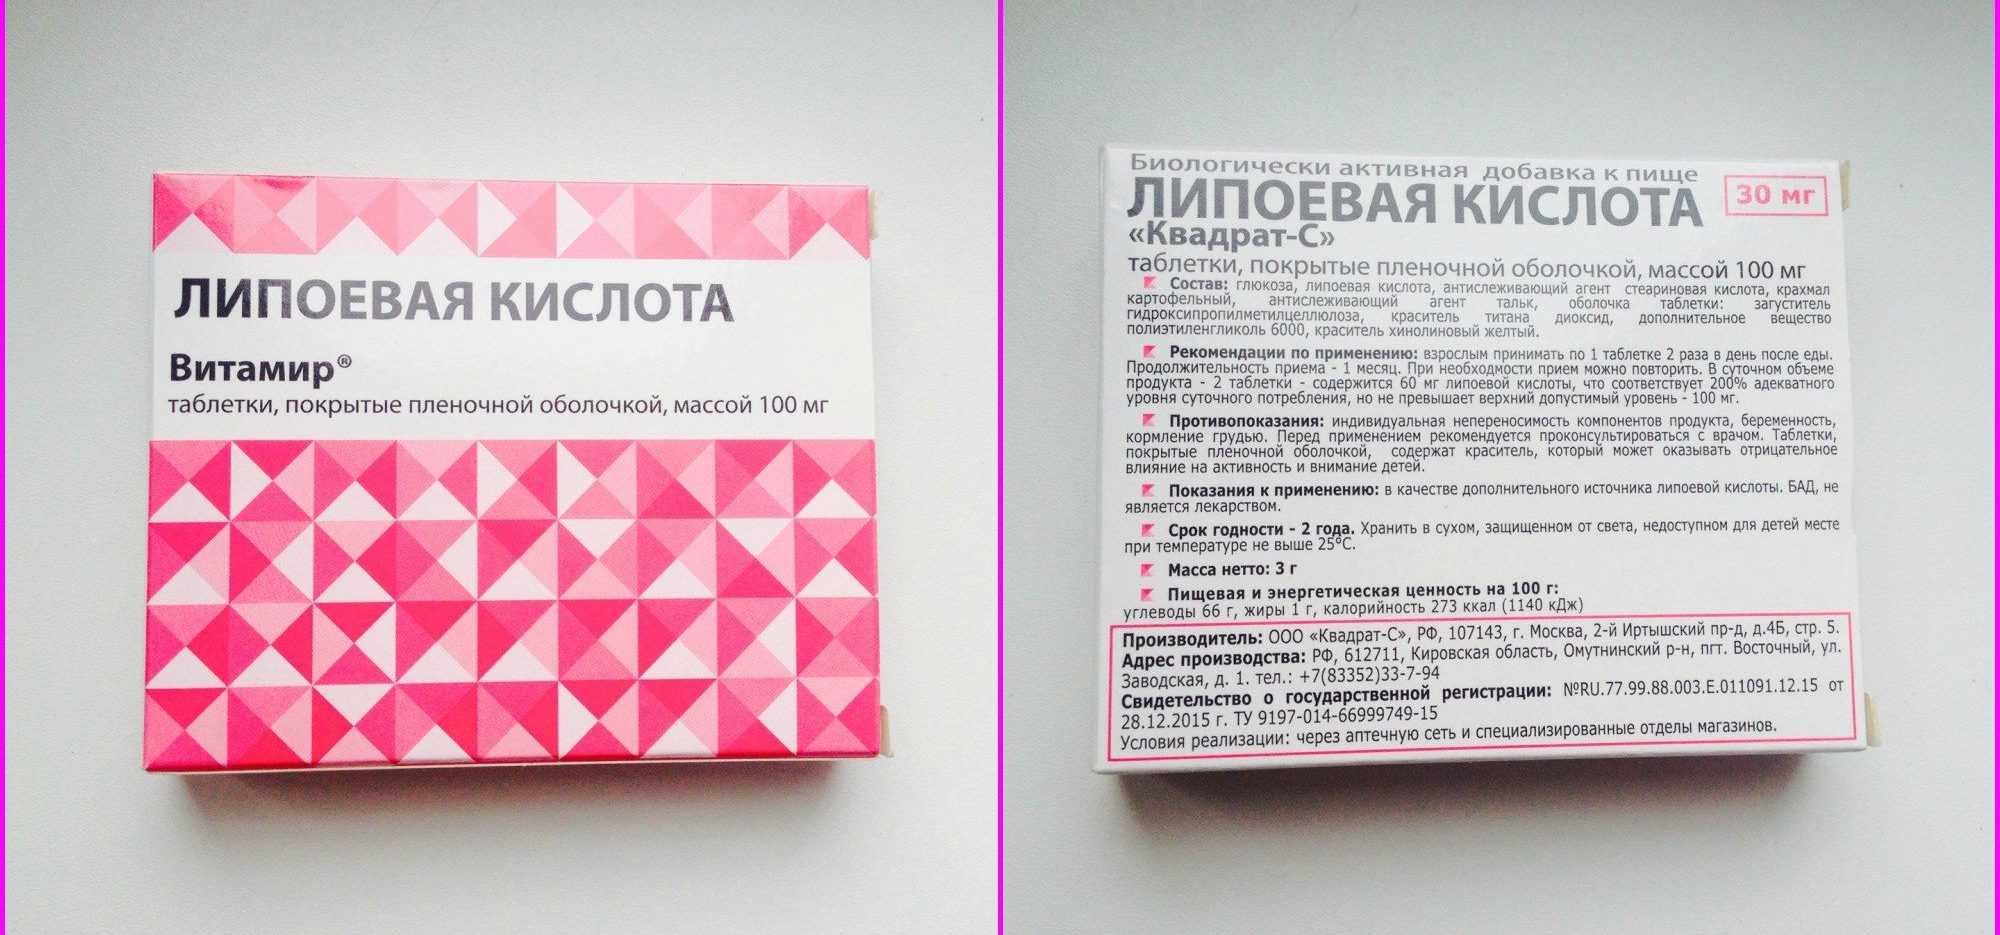 ЛИПОЕВАЯ КИСЛОТА
Витамир®
таблетки, покрытые пленочной оболочкой, массой 100 мг
Биологически активная добавка к пище
ЛИПОЕВАЯ КИСЛОТА
30 мг
«Квадрат-С»
таблетки, покрытые пленочной оболочкой, массой 100 мг
Состав: глюкоза, липоевая кислота, антислеживающий агент стеариновая кислота, крахмал
картофельный, антислеживающий агент тальк, оболочка таблетки: загуститель
гидроксипропилметилцеллюлоза, краситель титана диоксид, дополнительное вещество
полиэтиленгликоль 6000, краситель хинолиновый желтый.
Рекомендации по применению: взрослым принимать по 1 таблетке 2 раза в день после еды.
Продолжительность приема - 1 месяц. При необходимости прием можно повторить. В суточном объеме
продукта - 2 таблетки - содержится 60 мг липоевой кислоты, что соответствует 200% адекватного
уровня суточного потребления, но не превышает верхний допустимый уровень - 100 мг.
Противопоказания: индивидуальная непереносимость компонентов продукта, беременность,
кормление грудью. Перед применением рекомендуется проконсультироваться с врачом. Таблетки,
покрытые пленочной оболочкой, содержат краситель, который может оказывать отрицательное
влияние на активность и внимание детей.
Показания к применению: в качестве дополнительного источника липоевой кислоты. БАД, не
является лекарством.
Срок годности - 2 года. Хранить в сухом, защищенном от света, недоступном для детей месте
при температуре не выше 25°С.
Масса нетто: 3 г
Пищевая и энергетическая ценность на 100 г:
углеводы 66 г, жиры 1 г, калорийность 273 ккал (1140 кДж)
Производитель: ООО «Квадрат-С», РФ, 107143, г. Москва, 2-й Иртышский пр-д, д.4Б, стр. 5.
Адрес производства: РФ, 612711, Кировская область, Омутнинский р-н, пгт. Восточный, ул.
Заводская, д. 1. тел.: +7(83352)33-7-94
Свидетельство о государственной регистрации: №RU.77.99.88.003.Е.011091.12.15 от
28.12.2015 г. ТУ 9197-014-66999749-15
Условия реализации: через аптечную сеть и специализированные отделы магазинов.